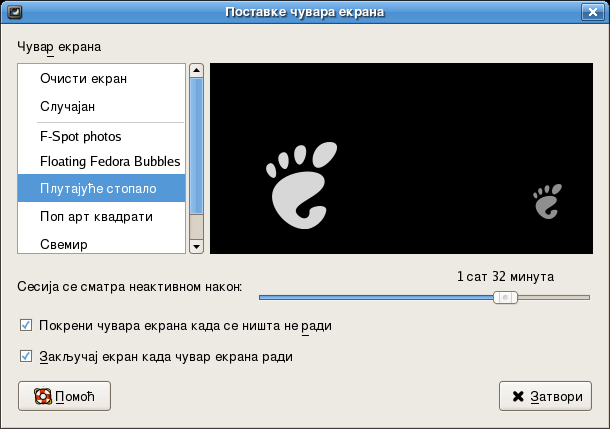 Поставке чувара екрана
Чувар екрана
Очисти екран
Случајан
F-Spot photos
Floating Fedora Bubbles
Плутајуће стопало
Поп арт квадрати
Свемир
1 сат 32 минута
Сесија се сматра неактивном након:
Покрени чувара екрана када се ништа не ради
Закључај екран када чувар екрана ради
Помоћ
Затвори